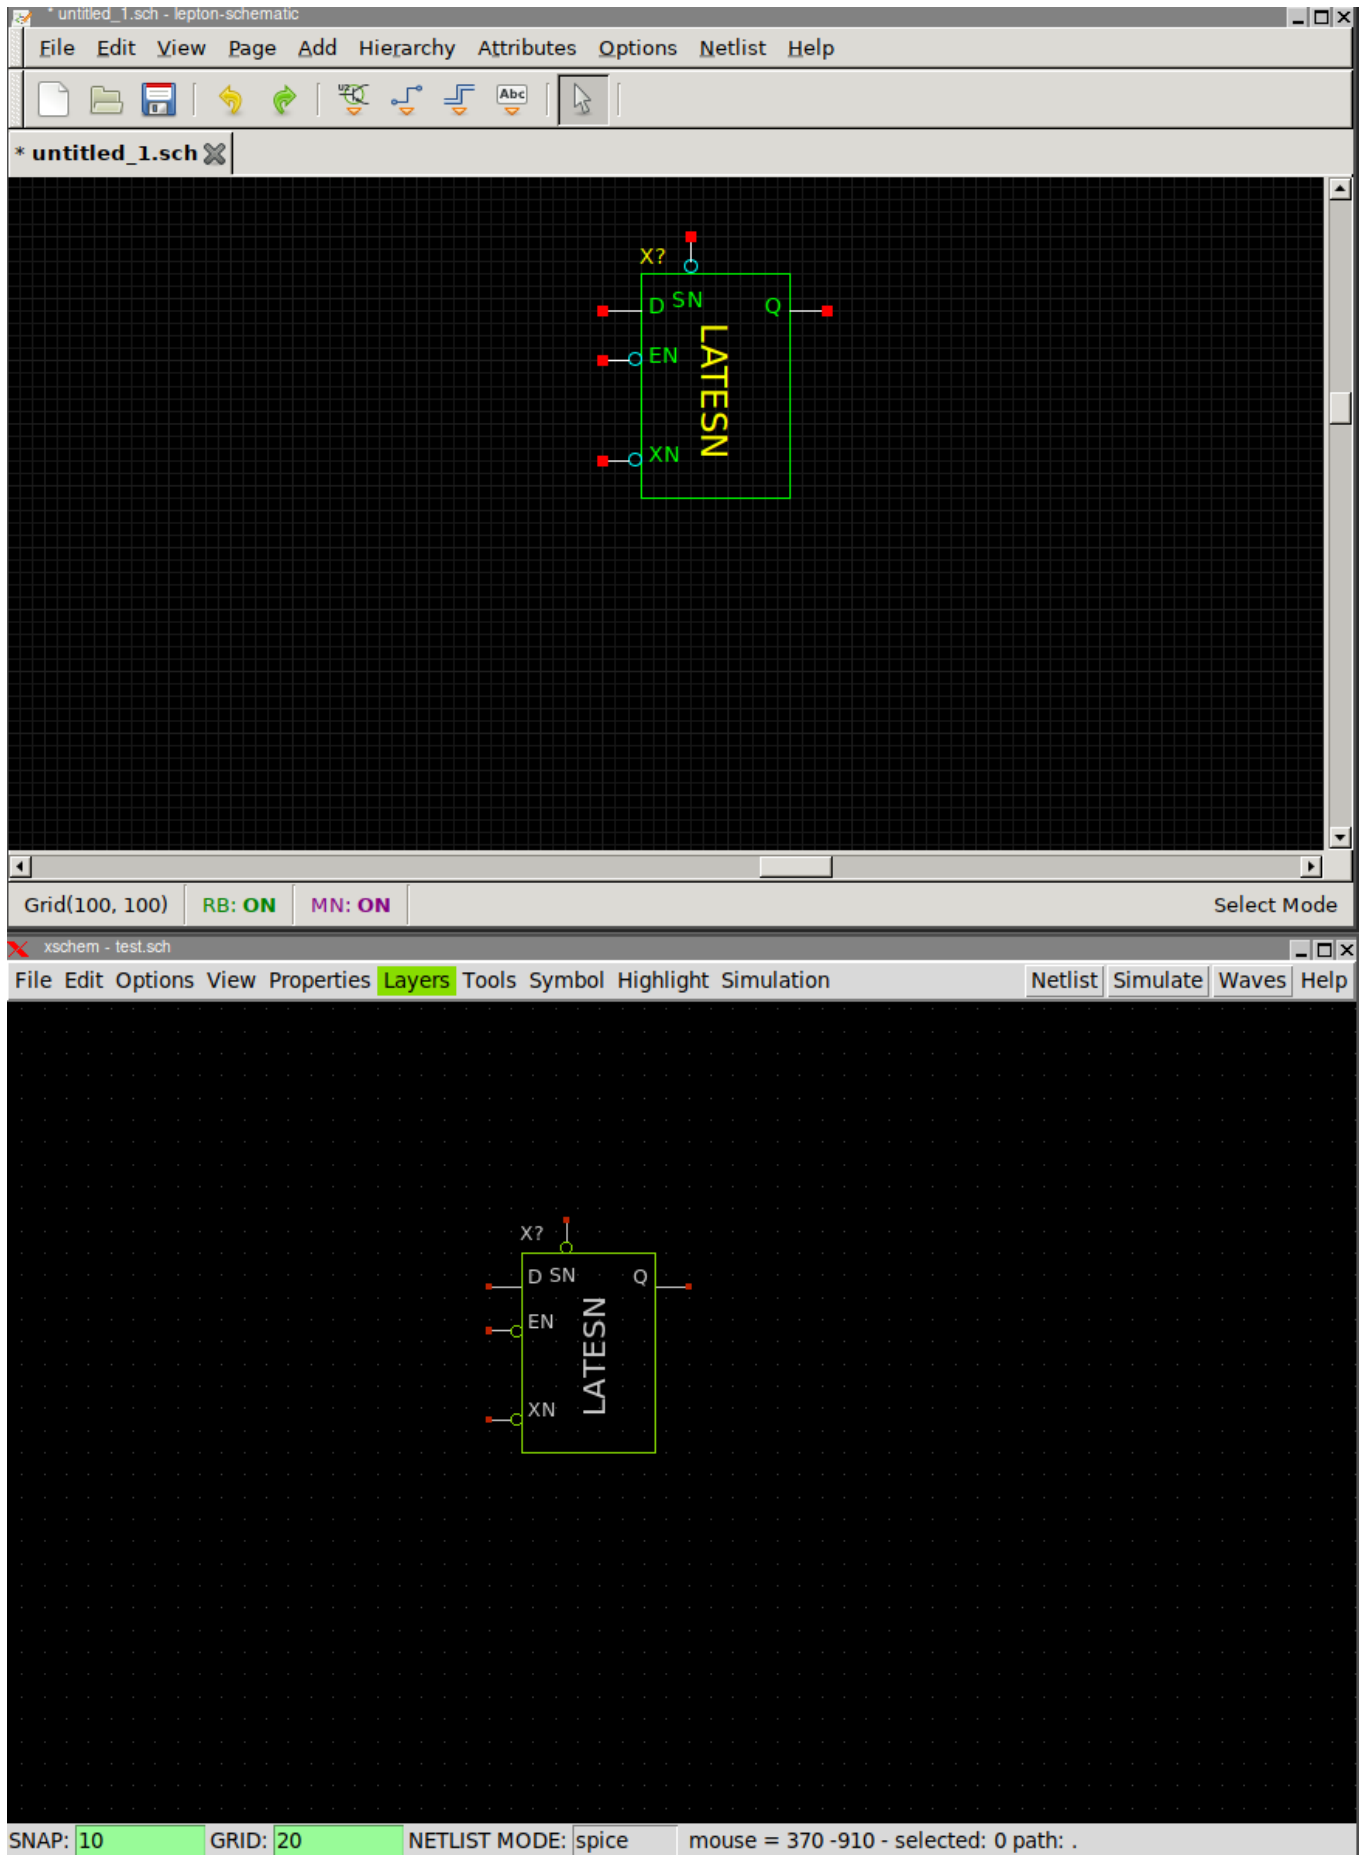 * untitled_1.sch - lepton-schematic
File Edit View Page Add Hierarchy Attributes Options Netlist Help
U2 Abc
* untitled_1.sch
X?
D SN Q
EN
LATESN
XN
Grid(100, 100) RB: ON MN: ON Select Mode
xschem - test.sch
File Edit Options View Properties Layers Tools Symbol Highlight Simulation Netlist Simulate Waves Help
X?
D SN Q
EN
LATESN
XN
SNAP: 10 GRID: 20 NETLIST MODE: spice mouse = 370 -910 - selected: 0 path: .